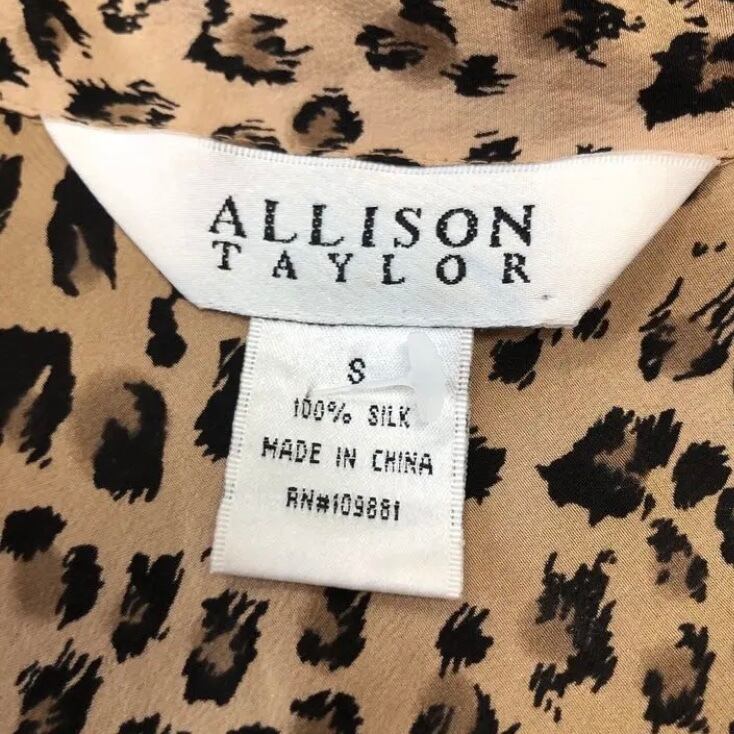 ALLISON
TAYLOR
S
100% SILK
MADE IN CHINA
RN#109881